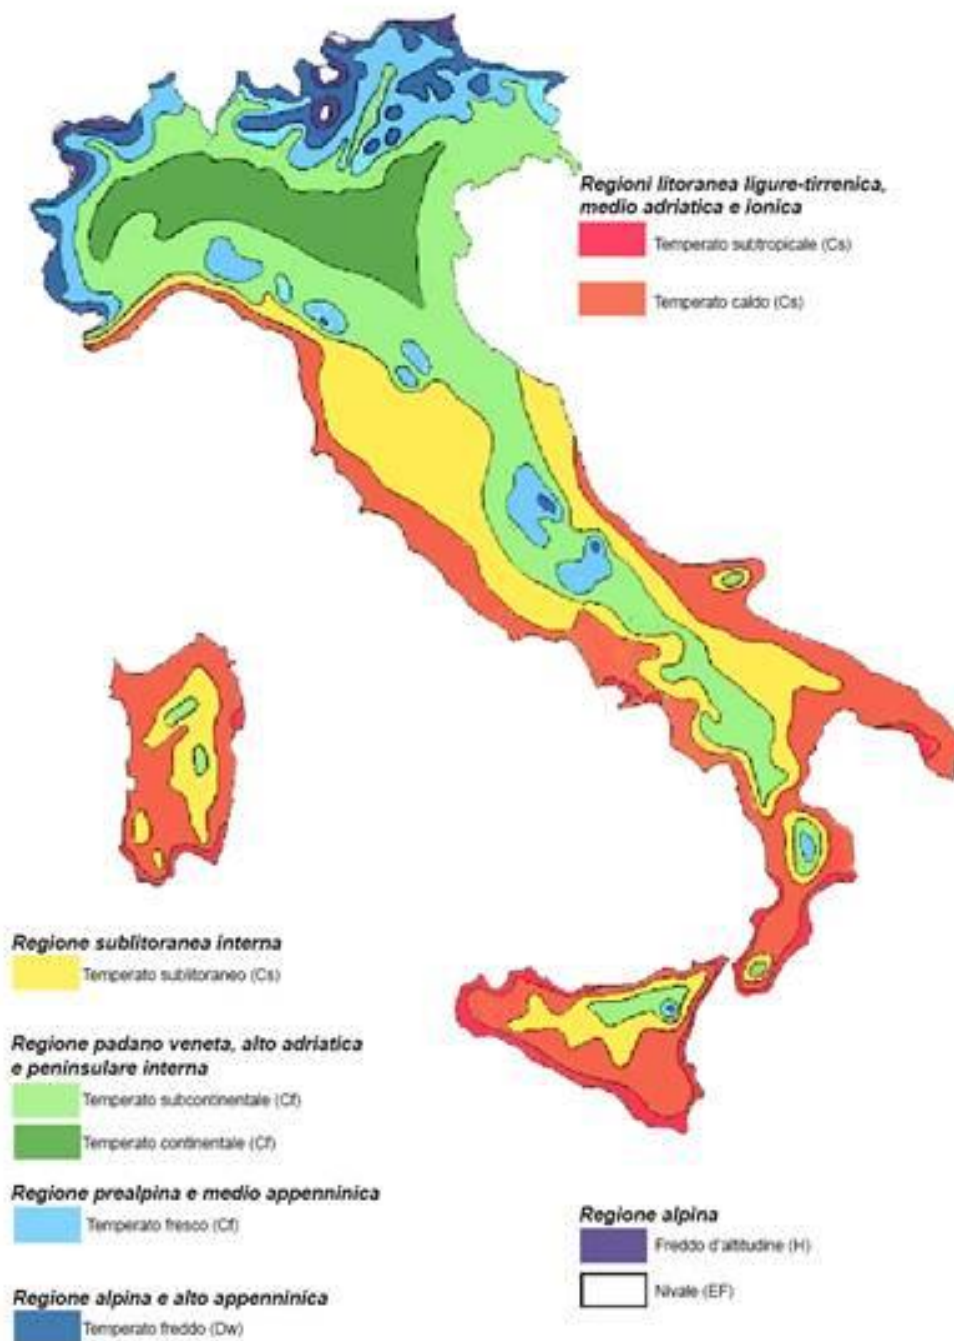 Regioni litoranea ligure-tirrenica,
medio adriatica e ionica
Temperato subtropicale (Cs)
Temperato caldo (Cs)
Regione sublitoranea interna
Temperato sublitoraneo (Cs)
Regione padano veneta, alto adriatica
e peninsulare interna
Temperato subcontinentale (Cf)
Temperato continentale (Cf)
Regione prealpina e medio appenninica
Temperato fresco (Cf)
Regione alpina e alto appenninica
Temperato freddo (Dw)
Regione alpina
Freddo d'altitudine (H)
Nivale (EF)